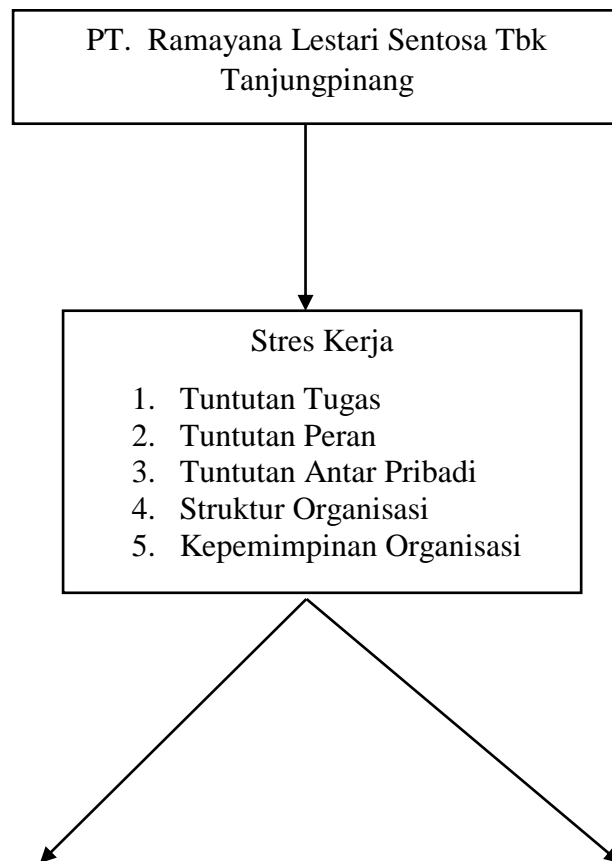 PT.  Ramayana Lestari Sentosa Tbk
Tanjungpinang
Stres Kerja
1. Tuntutan Tugas
2. Tuntutan Peran
3. Tuntutan Antar Pribadi
4. Struktur Organisasi
5. Kepemimpinan Organisasi